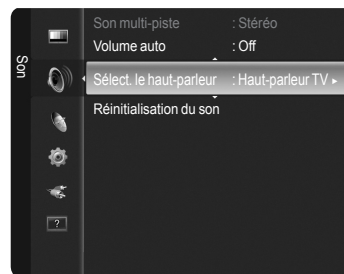 Son
Son multi-piste : Stéréo
Volume auto : Off
Sélect. le haut-parleur : Haut-parleur TV ►
Réinitialisation du son
?